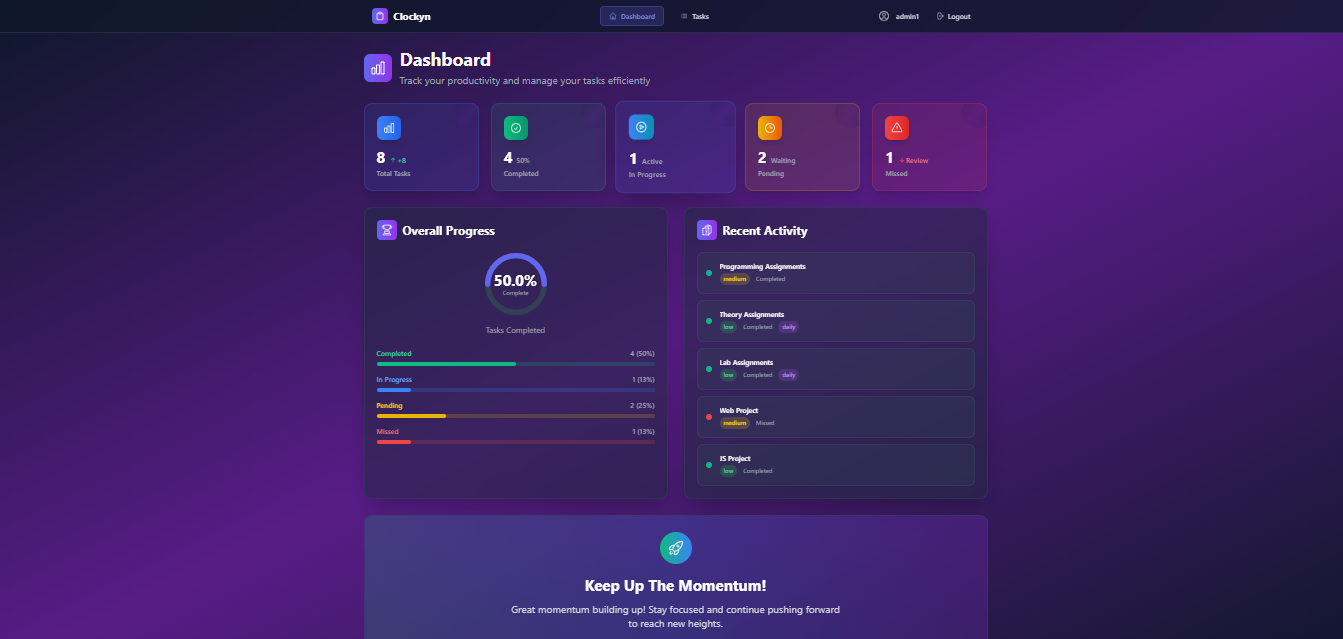 Clockyn
Dashboard
Tasks
admin1
Logout
Dashboard
Track your productivity and manage your tasks efficiently
8 ↑ +8
Total Tasks
4 50%
Completed
1 Active
In Progress
2 Waiting
Pending
1 ↓ Review
Missed
Overall Progress
50.0%
Complete
Tasks Completed
Completed 4 (50%)
In Progress 1 (13%)
Pending 2 (25%)
Missed 1 (13%)
Recent Activity
Programming Assignments
medium Completed
Theory Assignments
low Completed daily
Lab Assignments
low Completed daily
Web Project
medium Missed
JS Project
low Completed
Keep Up The Momentum!
Great momentum building up! Stay focused and continue pushing forward
to reach new heights.